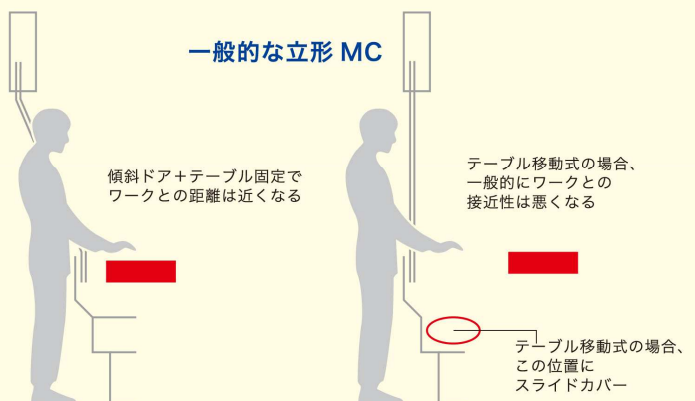 一般的な立形 MC
傾斜ドア＋テーブル固定で
ワークとの距離は近くなる
テーブル移動式の場合、
一般的にワークとの
接近性は悪くなる
テーブル移動式の場合、
この位置に
スライドカバー